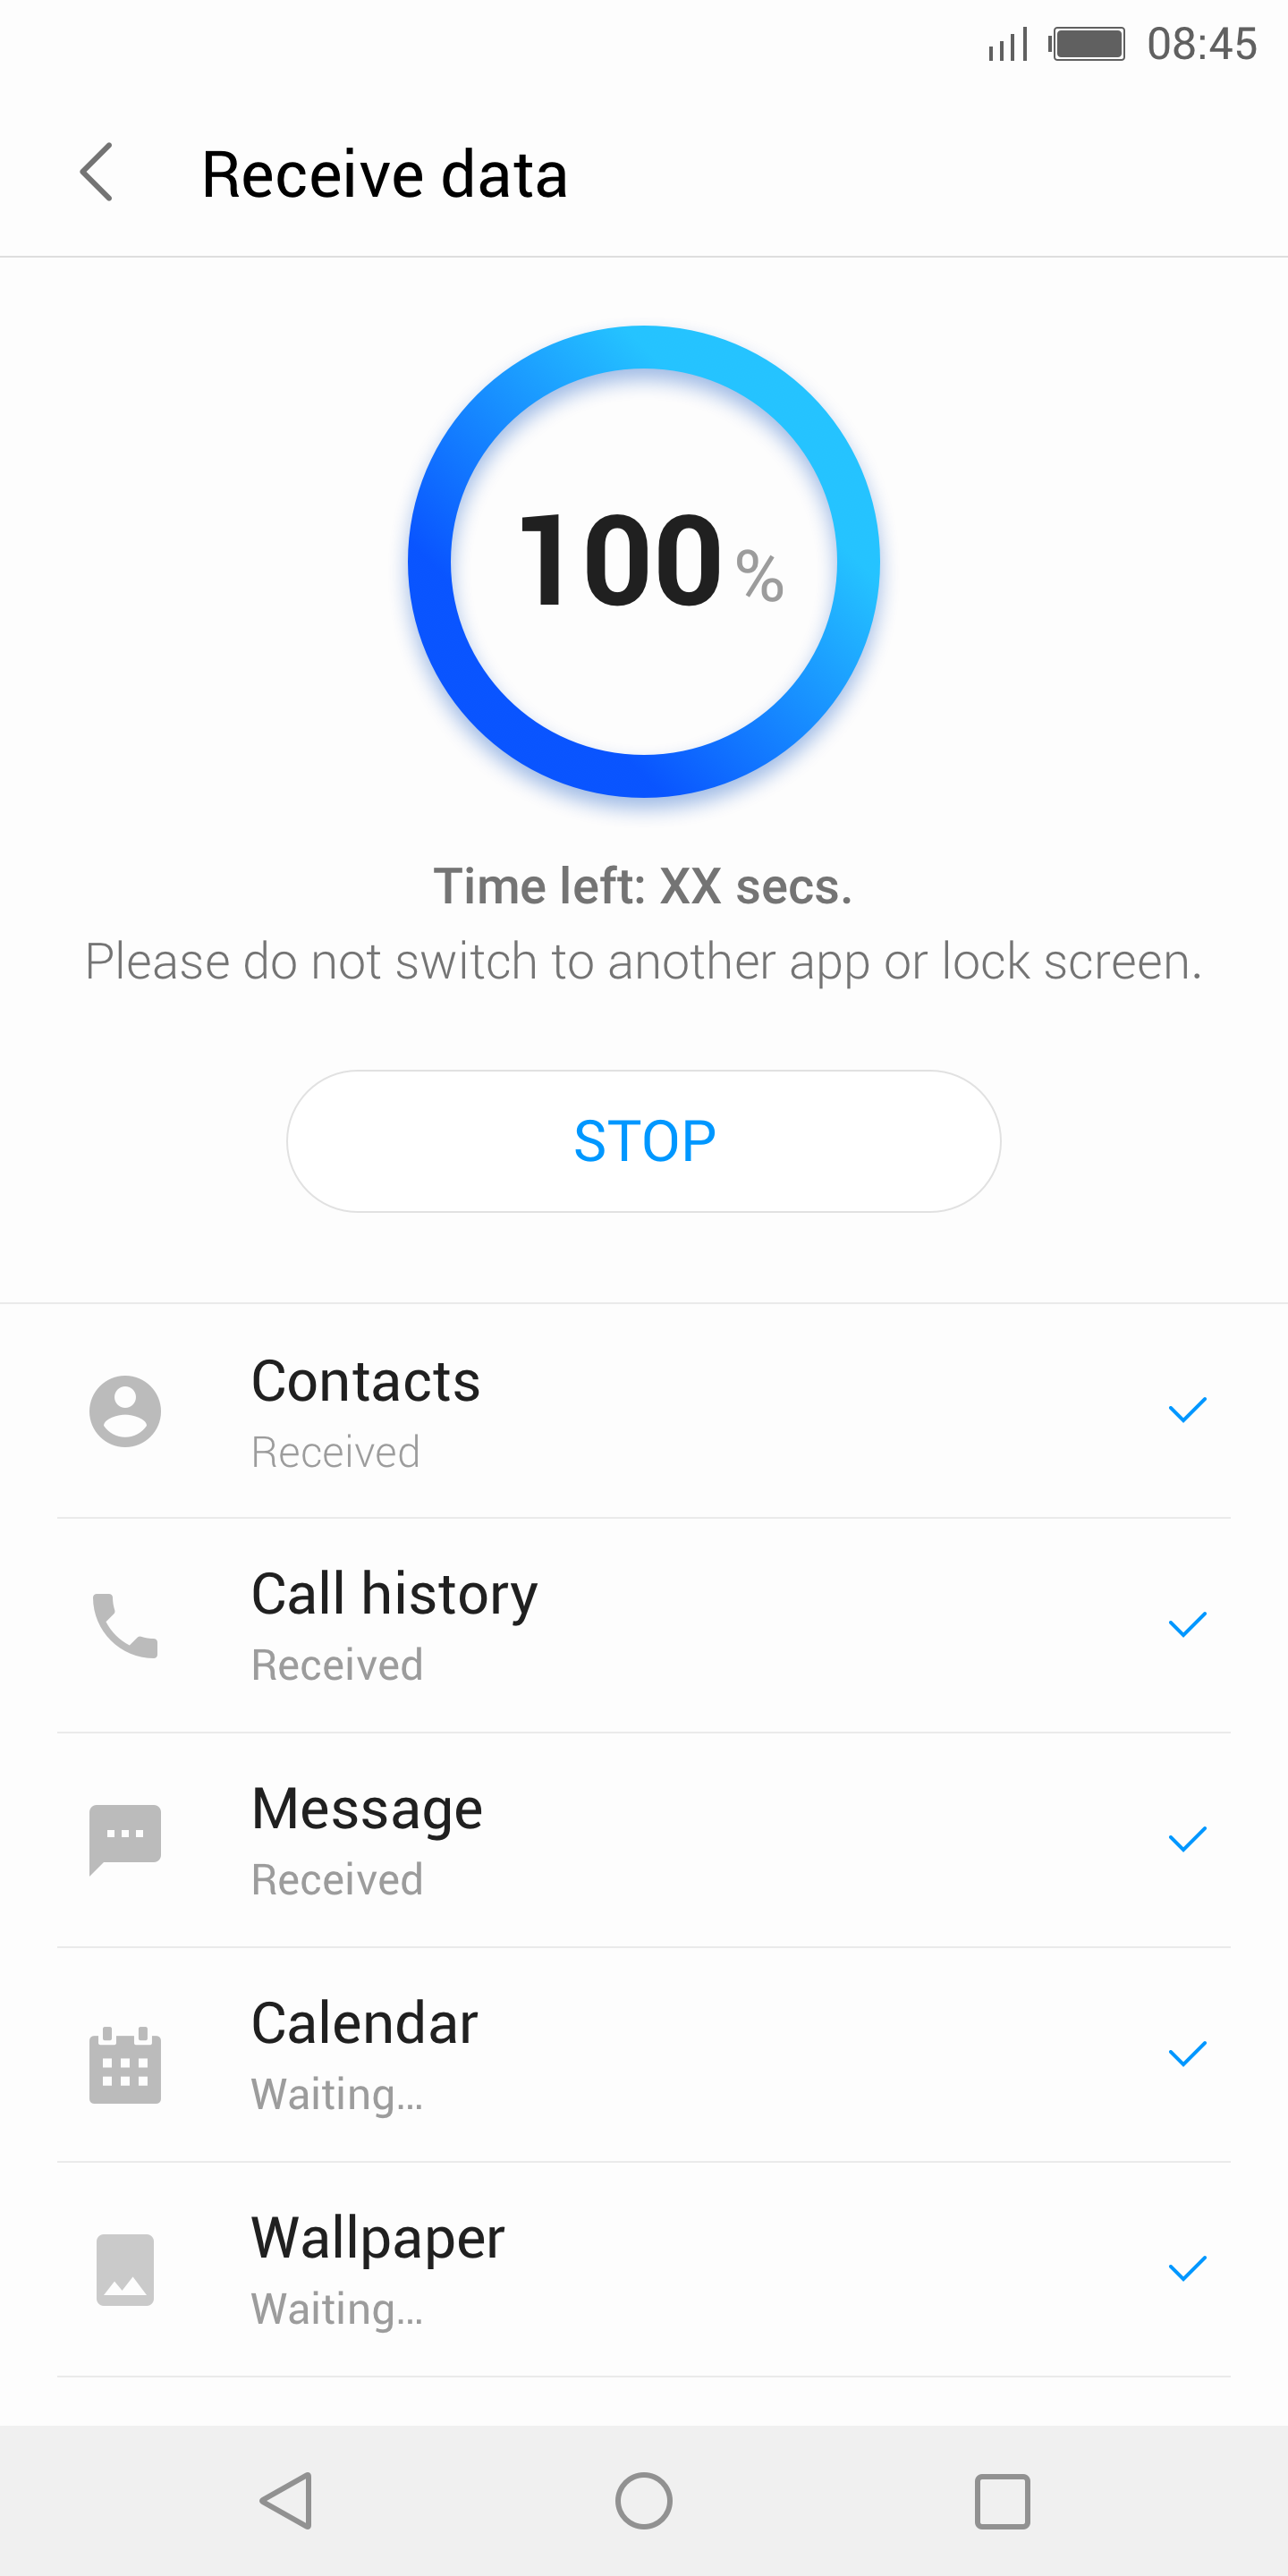 08:45
Receive data
100 %
Time left: XX secs.
Please do not switch to another app or lock screen.
STOP
Contacts
Received
Call history
Received
Message
Received
Calendar
Waiting...
Wallpaper
Waiting...